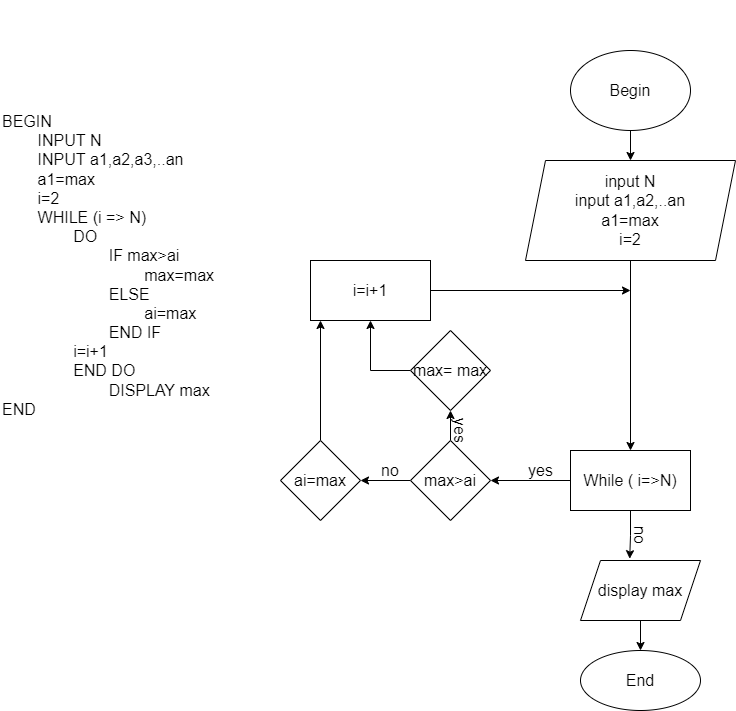 BEGIN
INPUT N
INPUT a1,a2,a3,..an
a1=max
i=2
WHILE (i => N)
DO
IF max>ai
max=max
ELSE
ai=max
END IF
i=i+1
END DO
DISPLAY max
END
Begin
input N
input a1,a2,..an
a1=max
i=2
i=i+1
max= max
yes
ai=max
no
max>ai
yes
While ( i=>N)
no
display max
End